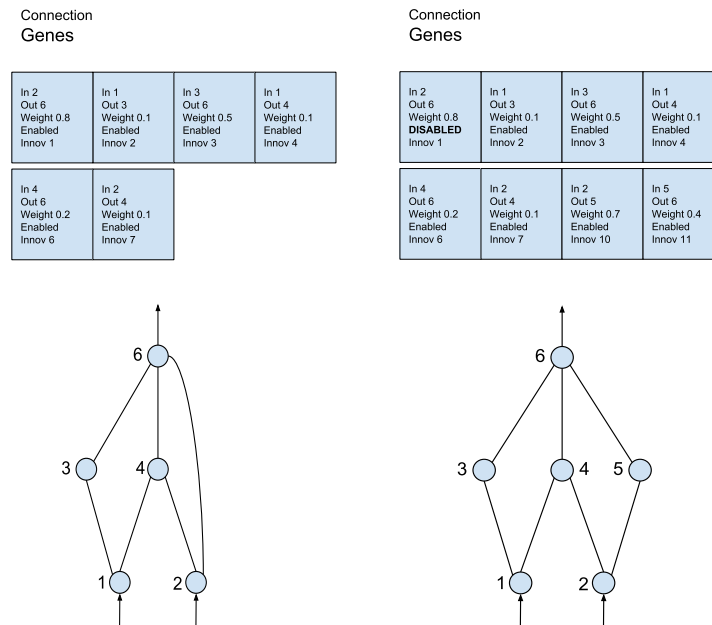 Connection
Genes
In 2
Out 6
Weight 0.8
Enabled
Innov 1
In 1
Out 3
Weight 0.1
Enabled
Innov 2
In 3
Out 6
Weight 0.5
Enabled
Innov 3
In 1
Out 4
Weight 0.1
Enabled
Innov 4
In 4
Out 6
Weight 0.2
Enabled
Innov 6
In 2
Out 4
Weight 0.1
Enabled
Innov 7
6
3
4
1
2
Connection
Genes
In 2
Out 6
Weight 0.8
DISABLED
Innov 1
In 1
Out 3
Weight 0.1
Enabled
Innov 2
In 3
Out 6
Weight 0.5
Enabled
Innov 3
In 1
Out 4
Weight 0.1
Enabled
Innov 4
In 4
Out 6
Weight 0.2
Enabled
Innov 6
In 2
Out 4
Weight 0.1
Enabled
Innov 7
In 2
Out 5
Weight 0.7
Enabled
Innov 10
In 5
Out 6
Weight 0.4
Enabled
Innov 11
6
3
4
5
1
2